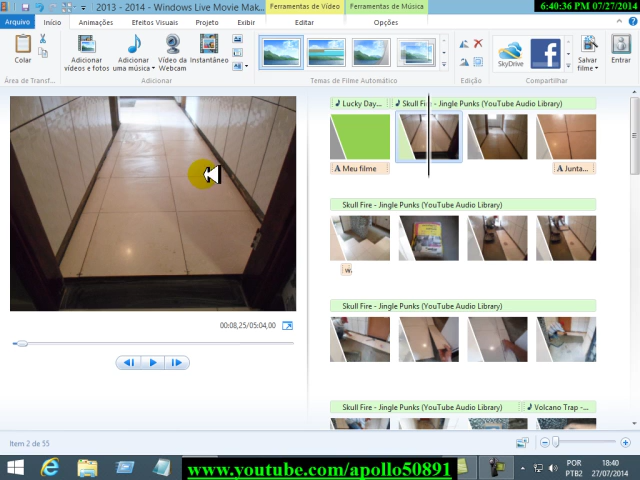 2013 - 2014 - Windows Live Movie Mak...
Ferramentas de Vídeo
Ferramentas de Música
6:40:36 PM 07/27/2014
Arquivo
Início
Animações
Efeitos Visuais
Projeto
Exibir
Editar
Opções
Colar
Adicionar vídeos e fotos
Adicionar uma música
Vídeo da Webcam
Instantâneo
SkyDrive
Salvar filme
Entrar
Área de Transf...
Adicionar
Temas de Filme Automático
Edição
Compartilhar
Lucky Day...
Skull Fire - Jingle Punks (YouTube Audio Library)
A Meu filme
A Junta...
Skull Fire - Jingle Punks (YouTube Audio Library)
Skull Fire - Jingle Punks (YouTube Audio Library)
00:08,25/05:04,00
Skull Fire - Jingle Punks (YouTube Audio Library)
Volcano Trap -...
Item 2 de 55
www.youtube.com/apollo50891
POR
PTB2
18:40
27/07/2014